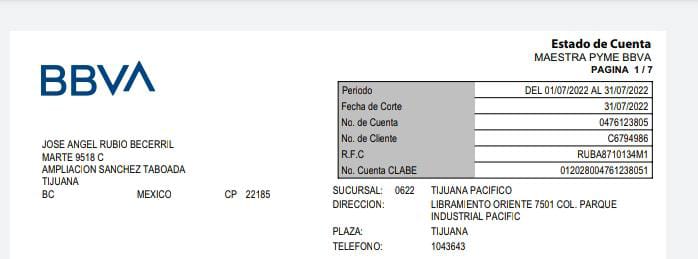 Estado de Cuenta
MAESTRA PYME BBVA
PAGINA 1 / 7
BBVA
Periodo DEL 01/07/2022 AL 31/07/2022
Fecha de Corte 31/07/2022
No. de Cuenta 0476123805
No. de Cliente C6794986
R.F.C RUBA8710134M1
No. Cuenta CLABE 012028004761238051
JOSE ANGEL RUBIO BECERRIL
MARTE 9518 C
AMPLIACION SANCHEZ TABOADA
TIJUANA
BC MEXICO CP 22185
SUCURSAL: 0622 TIJUANA PACIFICO
DIRECCION: LIBRAMIENTO ORIENTE 7501 COL. PARQUE
INDUSTRIAL PACIFIC
PLAZA: TIJUANA
TELEFONO: 1043643